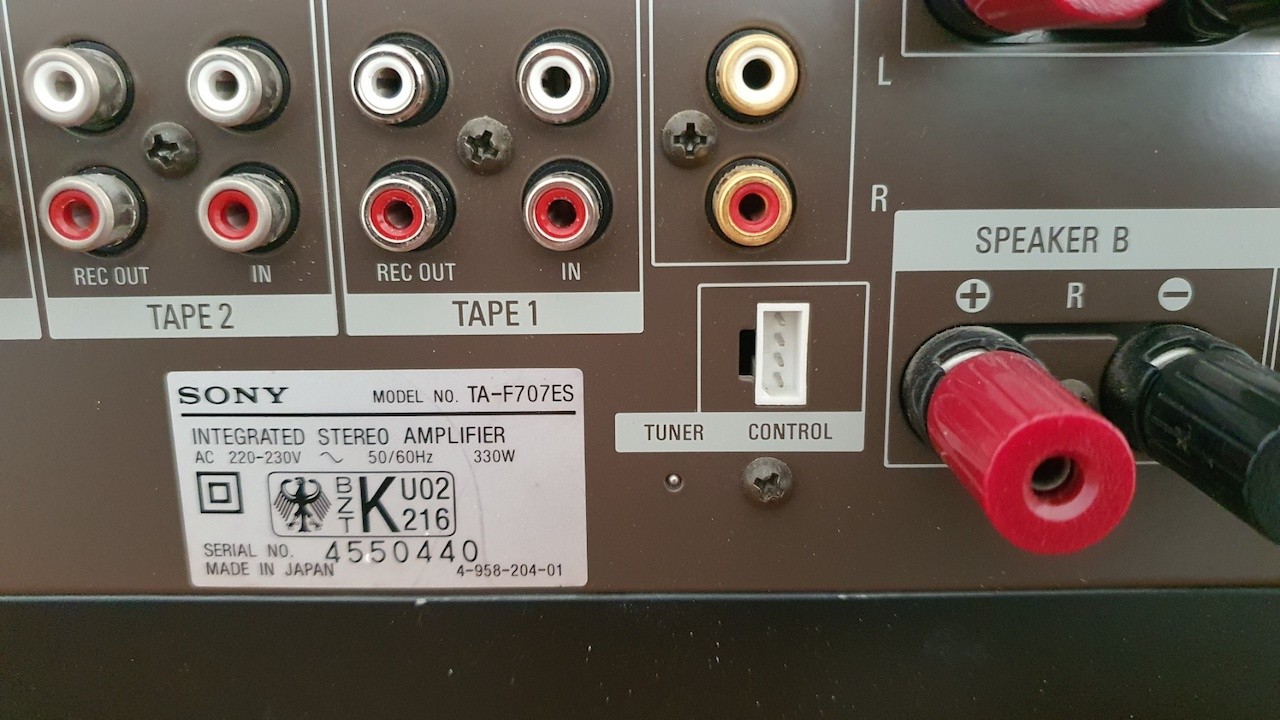 L
R
REC OUT IN
TAPE 2
REC OUT IN
TAPE 1
SPEAKER B
+ R −
TUNER CONTROL
SONY MODEL NO. TA-F707ES
INTEGRATED STEREO AMPLIFIER
AC 220-230V ~ 50/60Hz 330W
BZT K U02 216
SERIAL NO. 4550440
MADE IN JAPAN 4-958-204-01